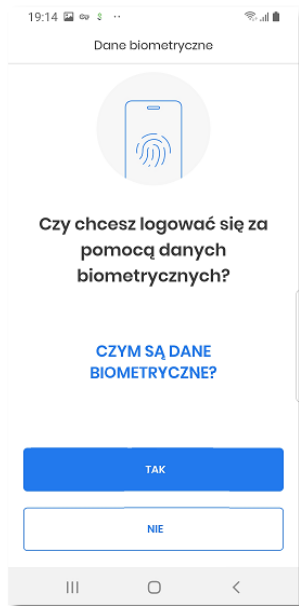 19:14
Dane biometryczne
Czy chcesz logować się za
pomocą danych
biometrycznych?
CZYM SĄ DANE
BIOMETRYCZNE?
TAK
NIE